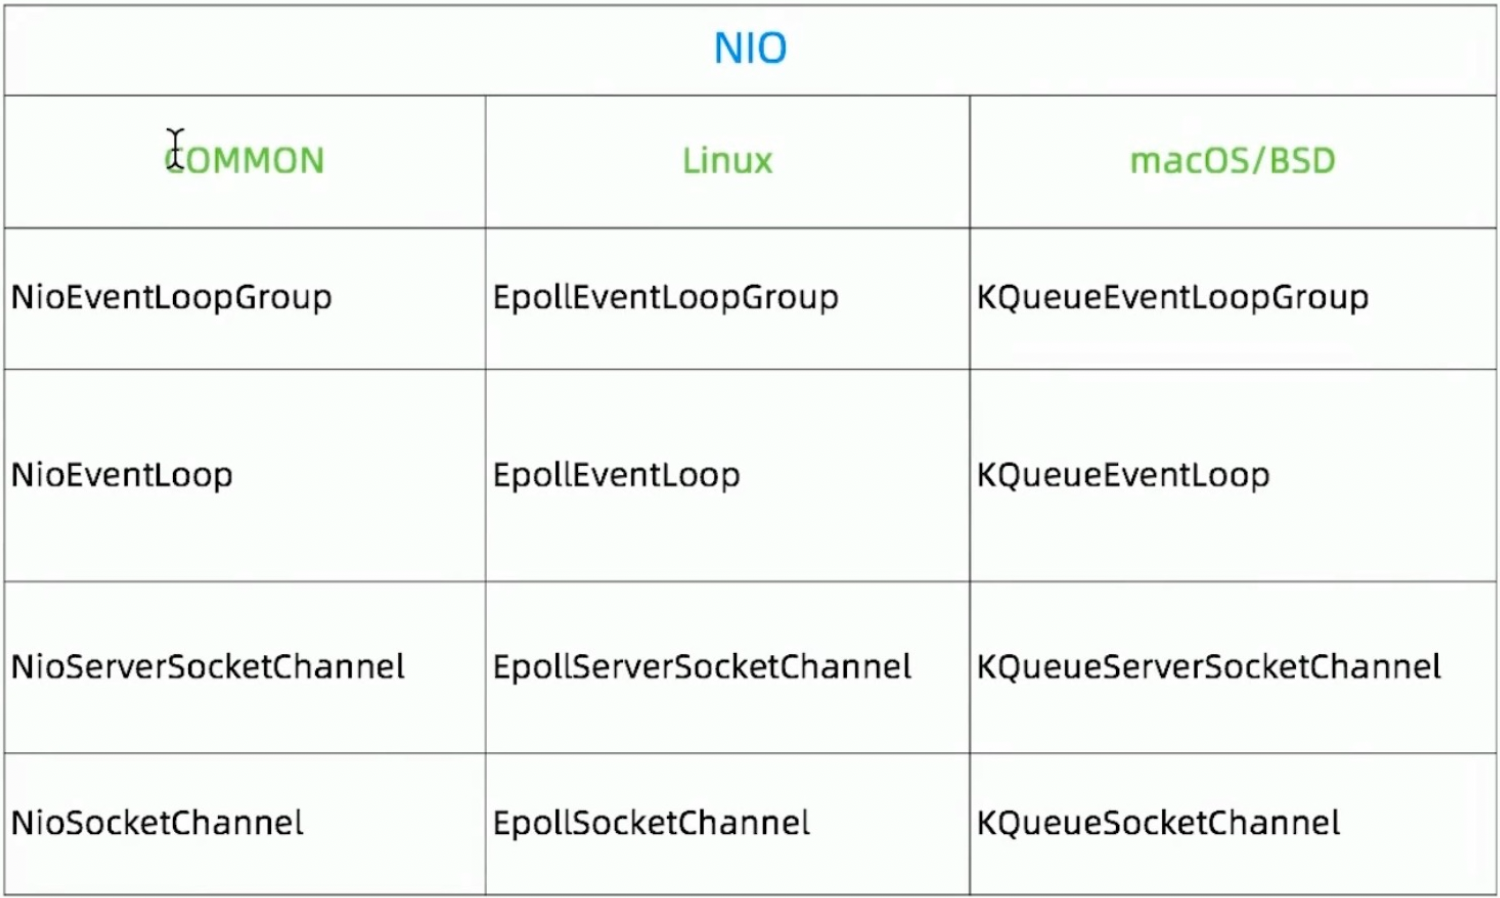 NIO
COMMON
Linux
macOS/BSD
NioEventLoopGroup
EpollEventLoopGroup
KQueueEventLoopGroup
NioEventLoop
EpollEventLoop
KQueueEventLoop
NioServerSocketChannel
EpollServerSocketChannel
KQueueServerSocketChannel
NioSocketChannel
EpollSocketChannel
KQueueSocketChannel